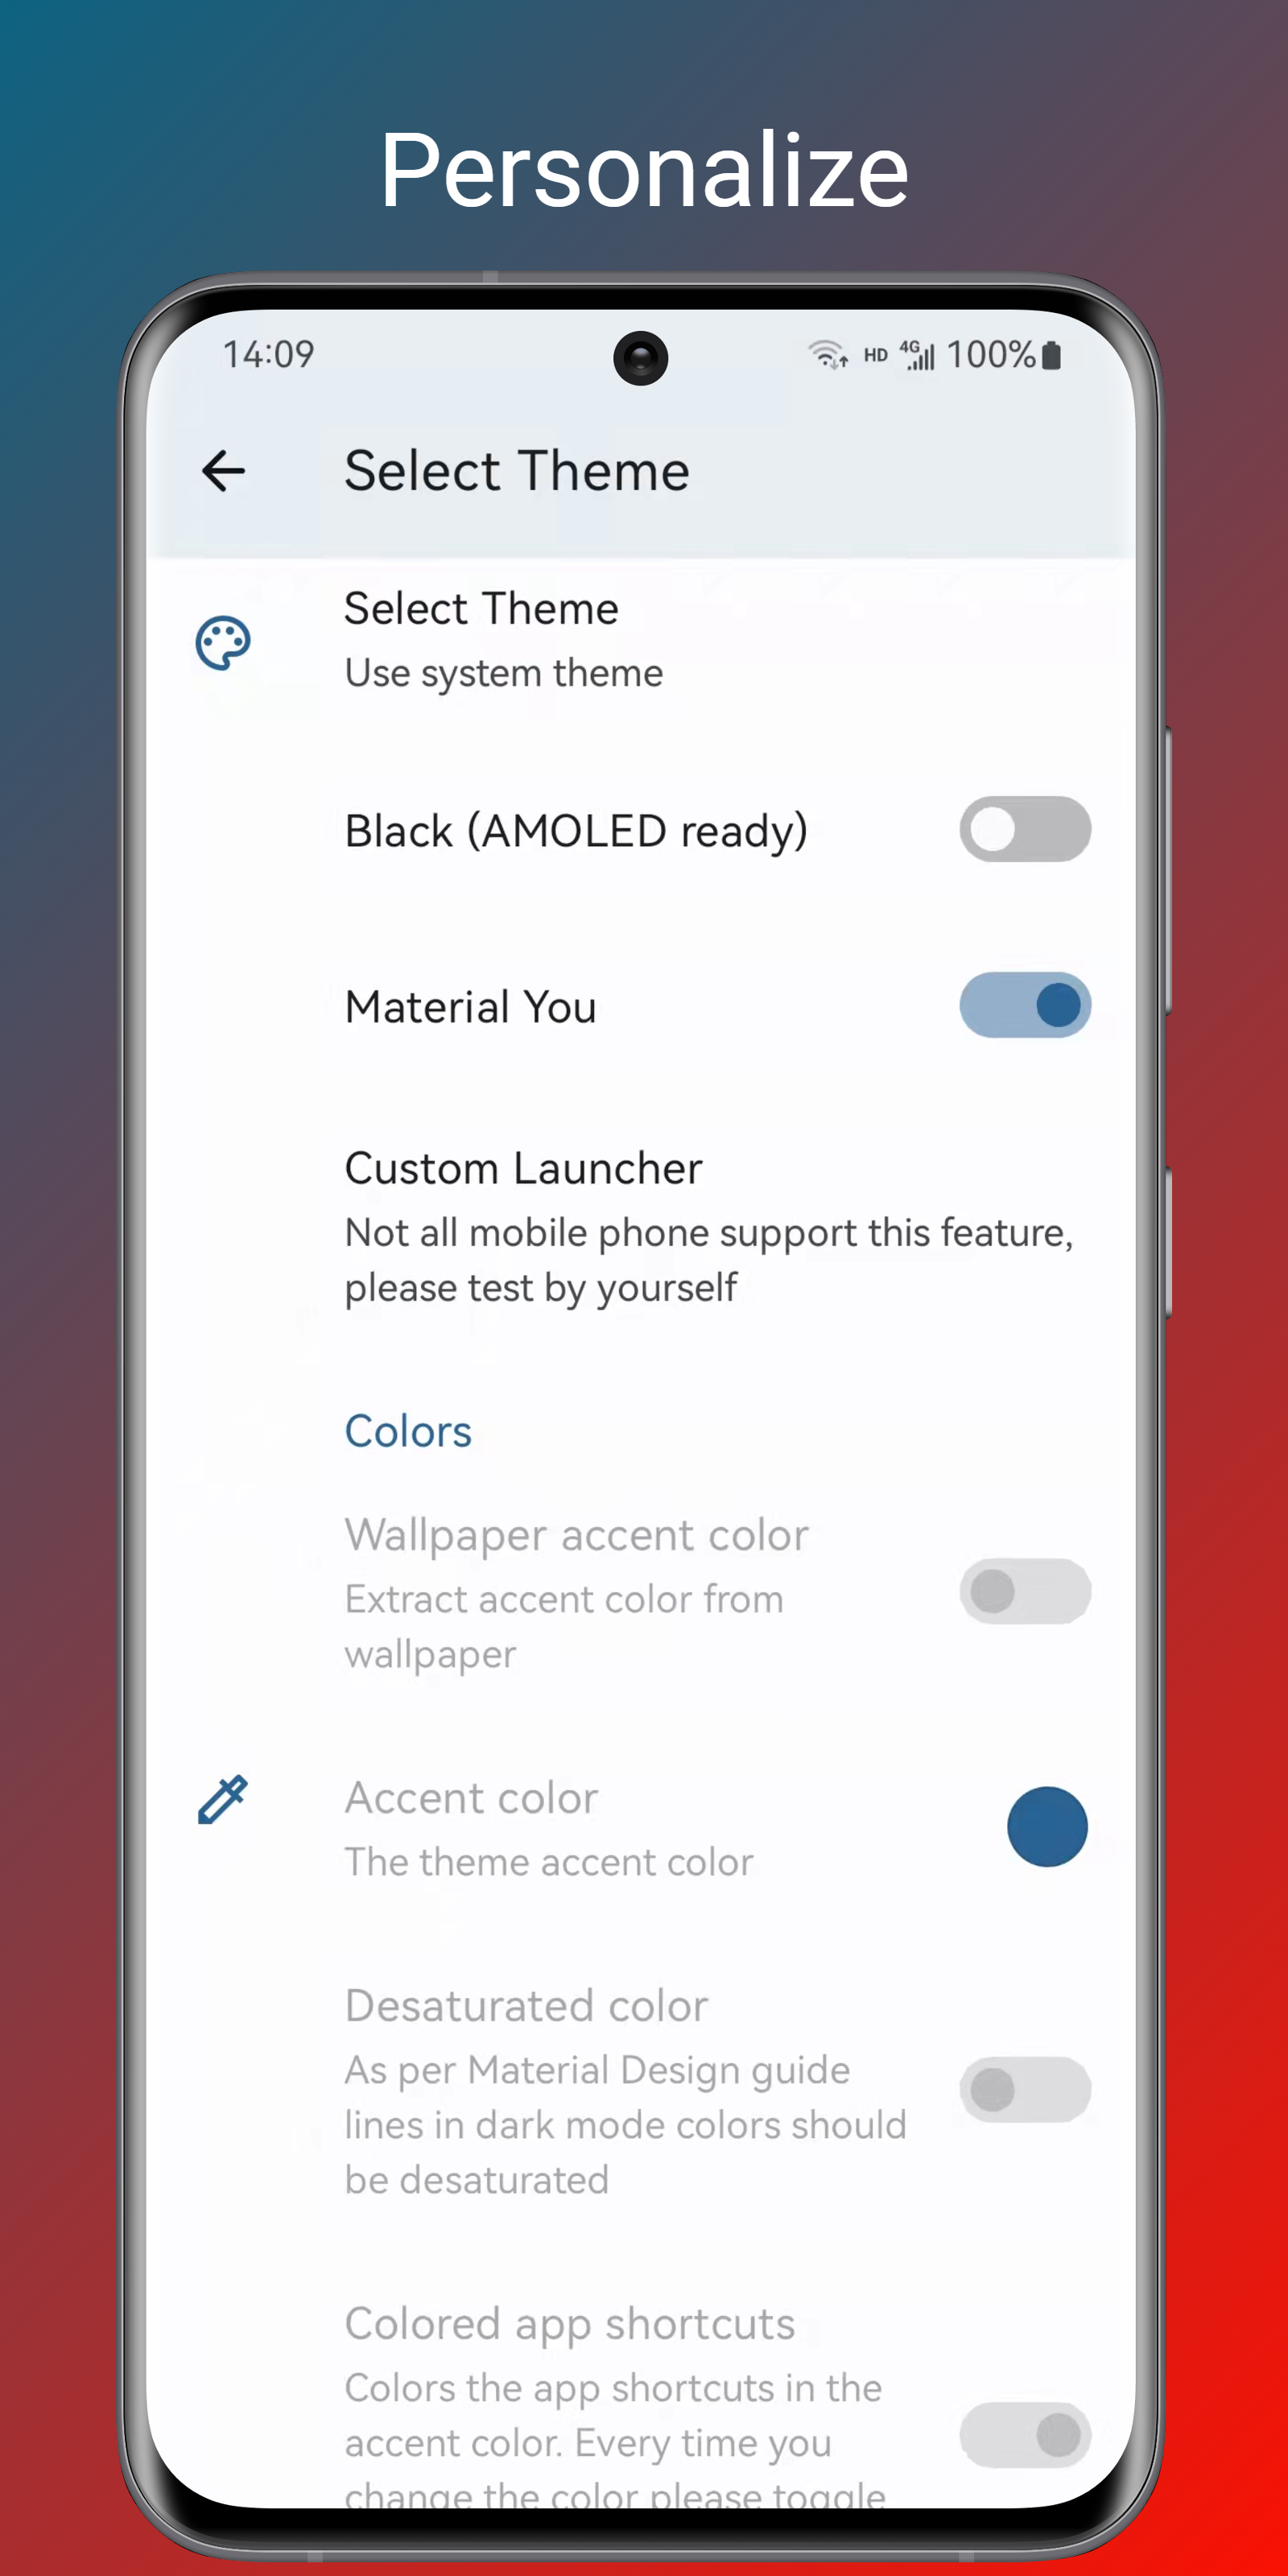 Personalize
14:09
HD 4G 100%
Select Theme
Select Theme
Use system theme
Black (AMOLED ready)
Material You
Custom Launcher
Not all mobile phone support this feature,
please test by yourself
Colors
Wallpaper accent color
Extract accent color from
wallpaper
Accent color
The theme accent color
Desaturated color
As per Material Design guide
lines in dark mode colors should
be desaturated
Colored app shortcuts
Colors the app shortcuts in the
accent color. Every time you
change the color please toggle